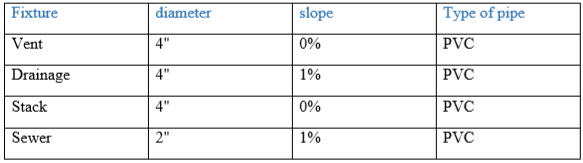 Fixture diameter slope Type of pipe
Vent 4" 0% PVC
Drainage 4" 1% PVC
Stack 4" 0% PVC
Sewer 2" 1% PVC